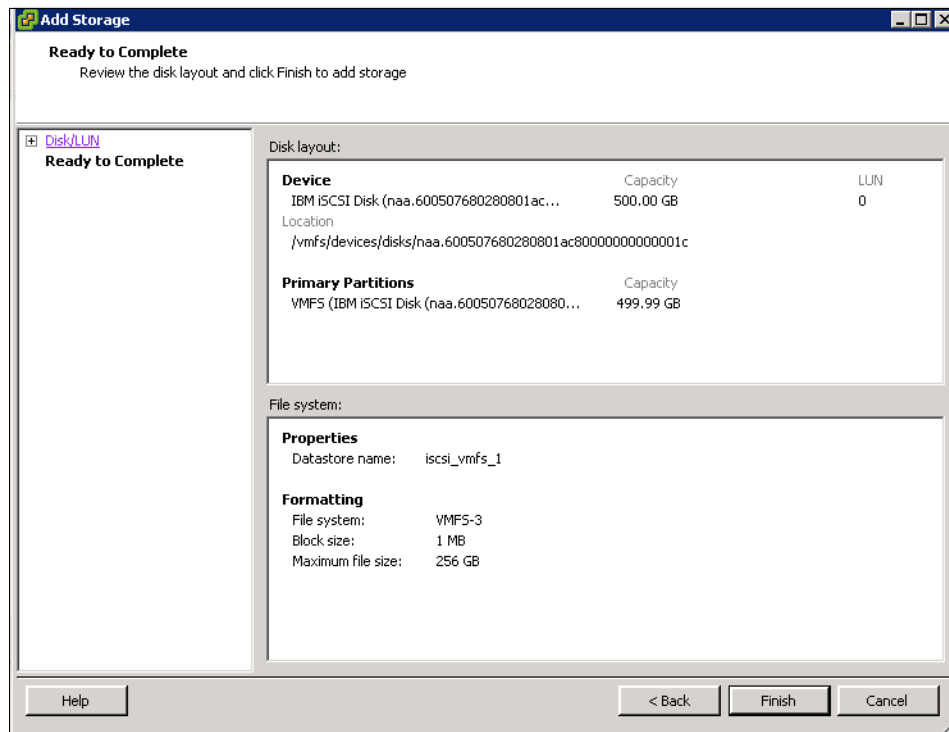 Add Storage
Ready to Complete
Review the disk layout and click Finish to add storage
Disk/LUN
Ready to Complete
Disk layout:
Device Capacity LUN
IBM iSCSI Disk (naa.600507680280801ac... 500.00 GB 0
Location
/vmfs/devices/disks/naa.600507680280801ac80000000000001c
Primary Partitions Capacity
VMFS (IBM iSCSI Disk (naa.60050768028080... 499.99 GB
File system:
Properties
Datastore name: iscsi_vmfs_1
Formatting
File system: VMFS-3
Block size: 1 MB
Maximum file size: 256 GB
Help < Back Finish Cancel